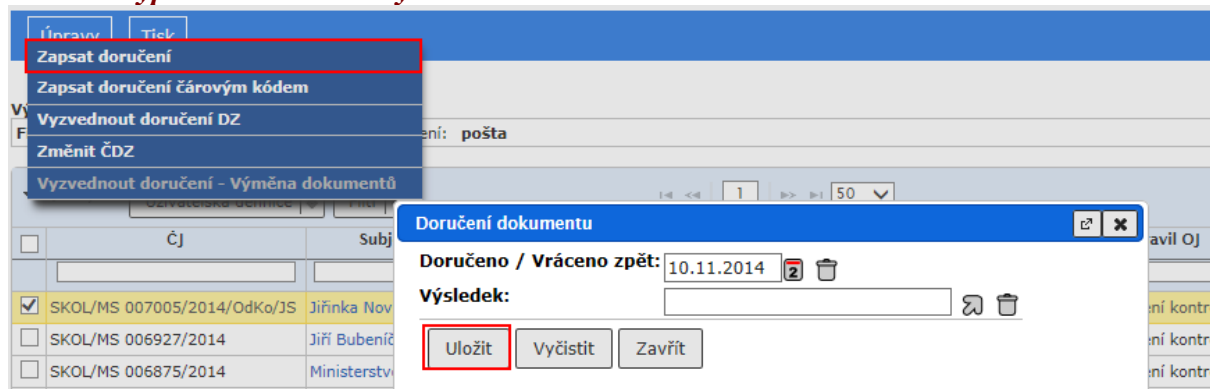 Úpravy Tisk
Zapsat doručení
Zapsat doručení čárovým kódem
Vyzvednout doručení DZ
ení: pošta
Změnit ČDZ
Vyzvednout doručení - Výměna dokumentů
1 50
Doručení dokumentu
ČJ Subj avil OJ
Doručeno / Vráceno zpět: 10.11.2014
Výsledek:
SKOL/MS 007005/2014/OdKo/JS Jiřinka Nov ení kontr
SKOL/MS 006927/2014 Jiří Bubeníč ení kontr
Uložit Vyčistit Zavřít
SKOL/MS 006875/2014 Ministerstv ení kontr